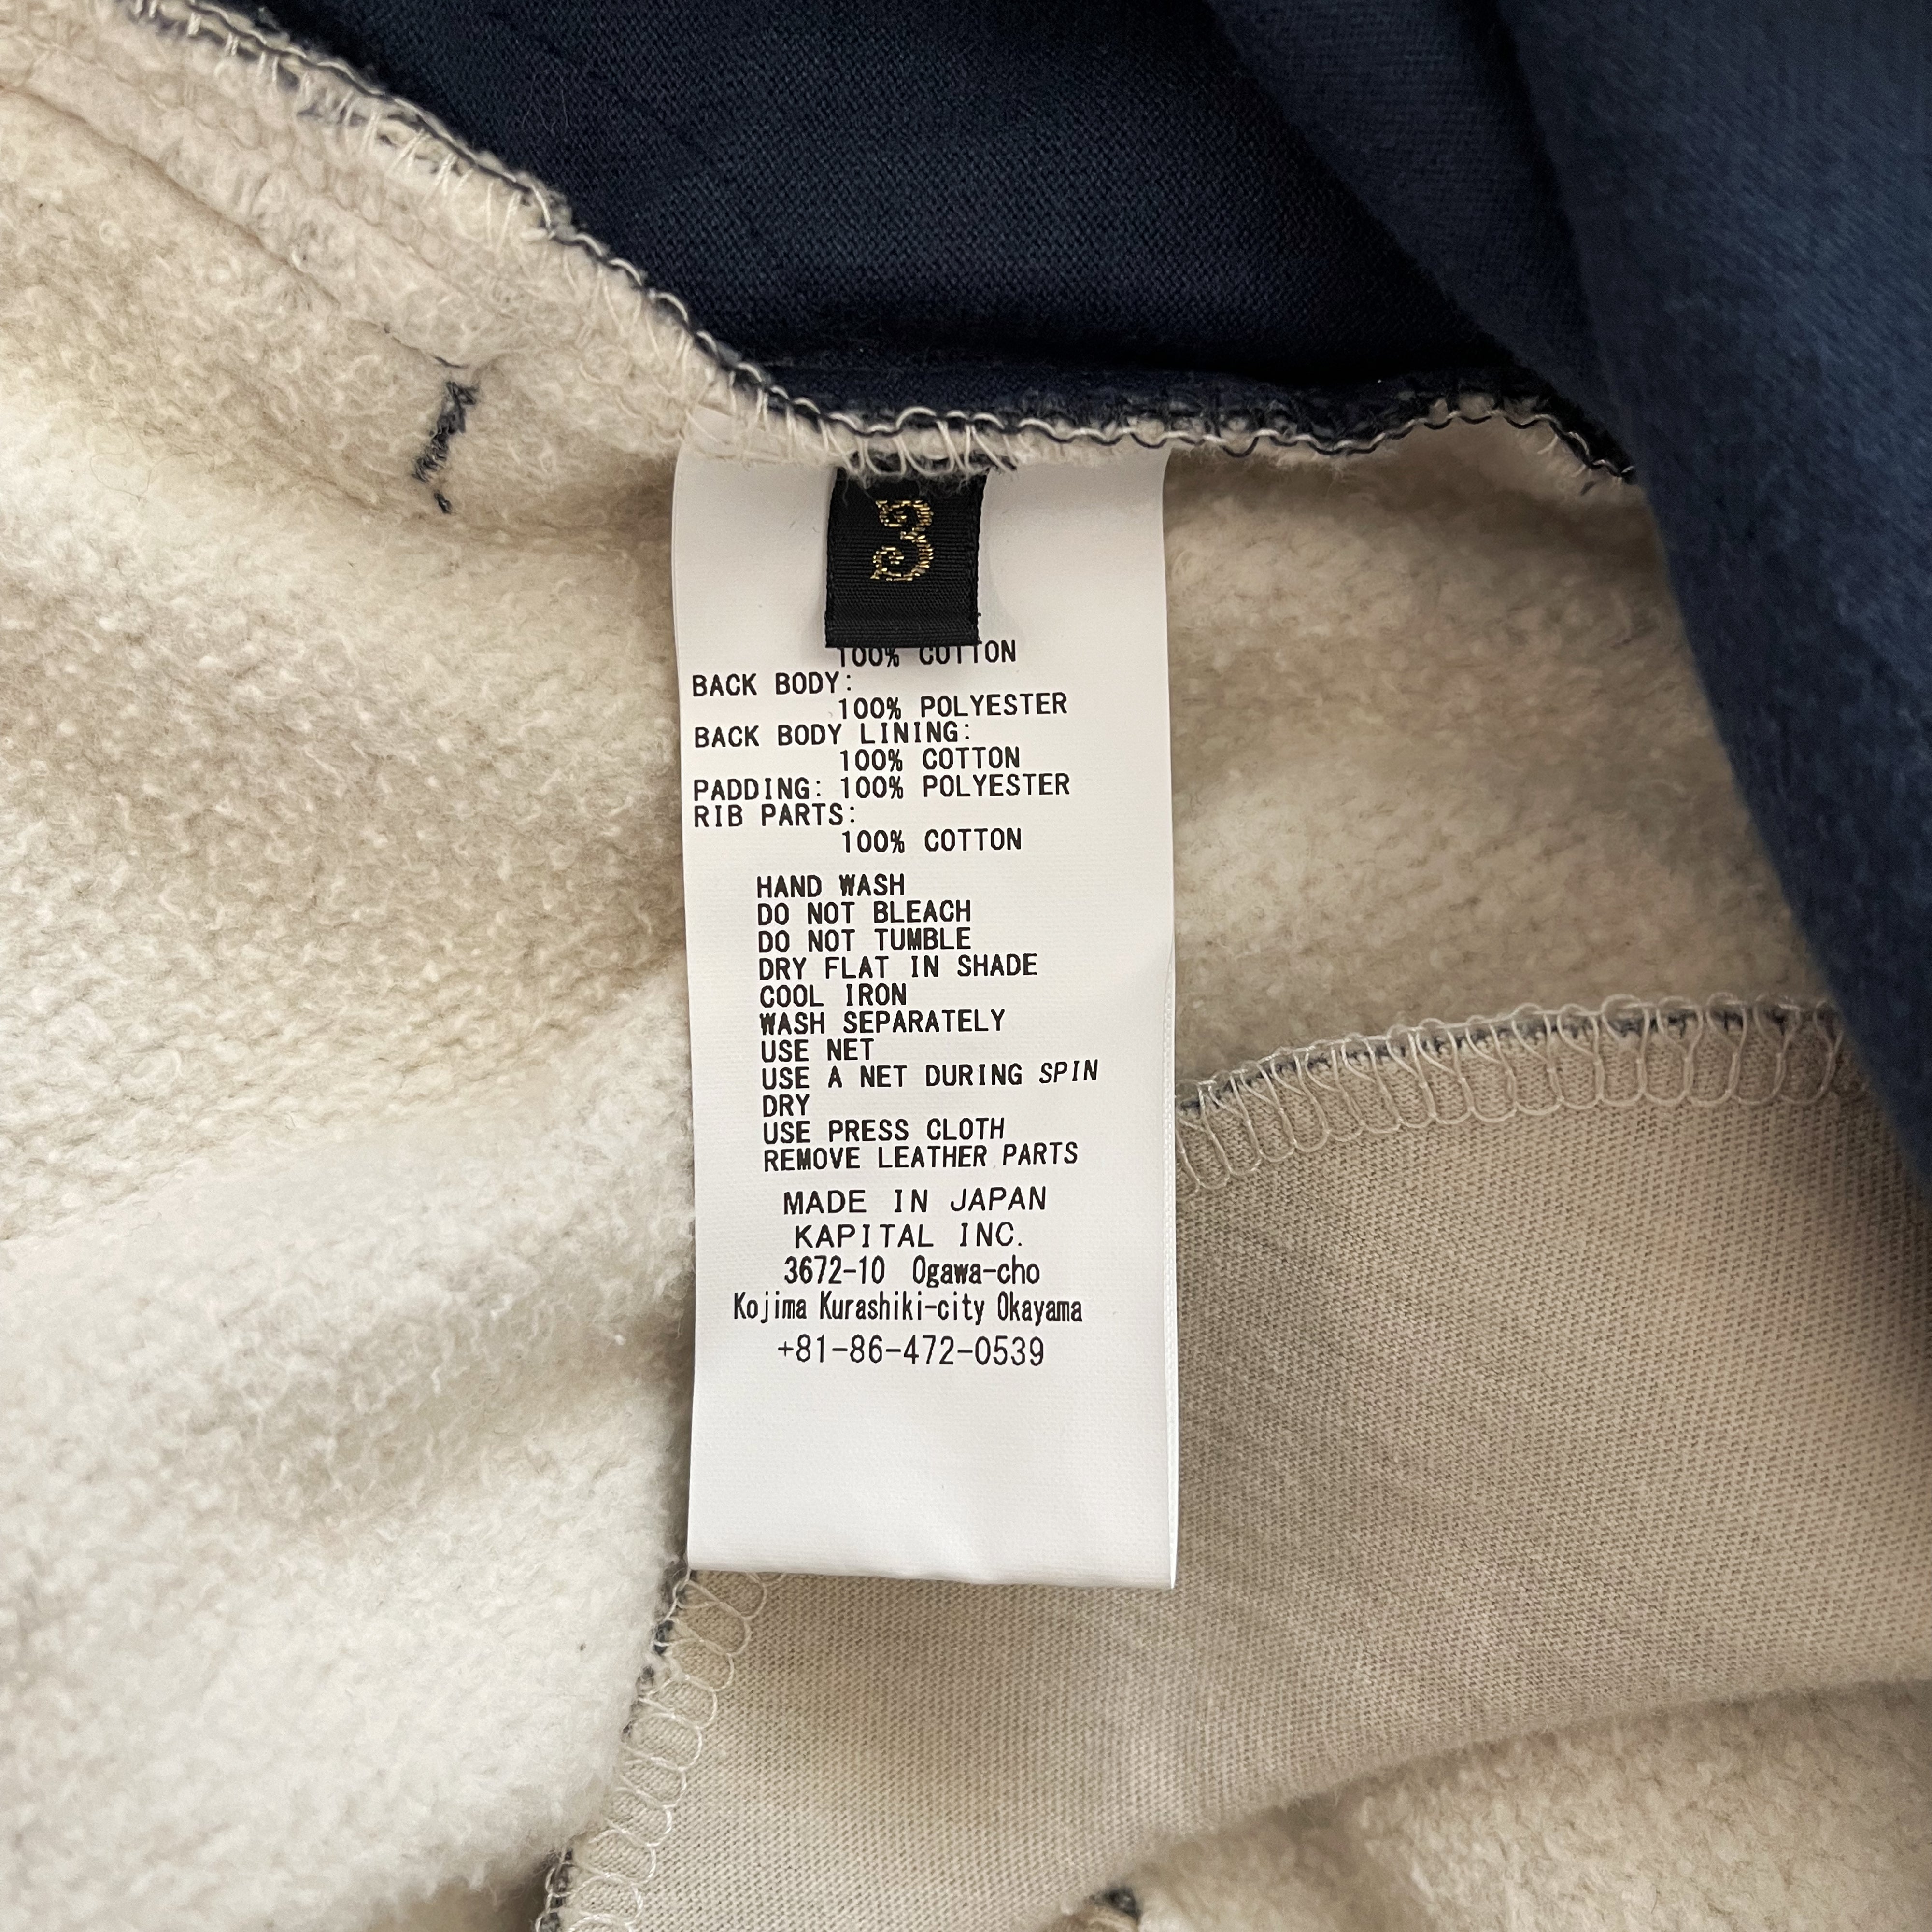 3
100% COTTON
BACK BODY:
100% POLYESTER
BACK BODY LINING:
100% COTTON
PADDING: 100% POLYESTER
RIB PARTS:
100% COTTON
HAND WASH
DO NOT BLEACH
DO NOT TUMBLE
DRY FLAT IN SHADE
COOL IRON
WASH SEPARATELY
USE NET
USE A NET DURING SPIN
DRY
USE PRESS CLOTH
REMOVE LEATHER PARTS
MADE IN JAPAN
KAPITAL INC.
3672-10 Ogawa-cho
Kojima Kurashiki-city Okayama
+81-86-472-0539